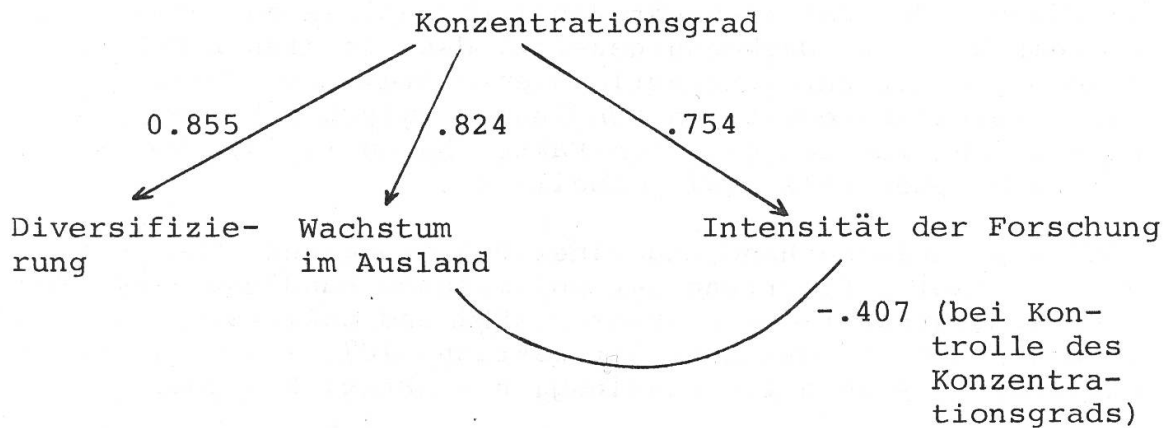 Konzentrationsgrad
0.855 .824 .754
Diversifizie- Wachstum Intensität der Forschung
rung im Ausland
-.407 (bei Kon-
trolle des
Konzentra-
tionsgrads)